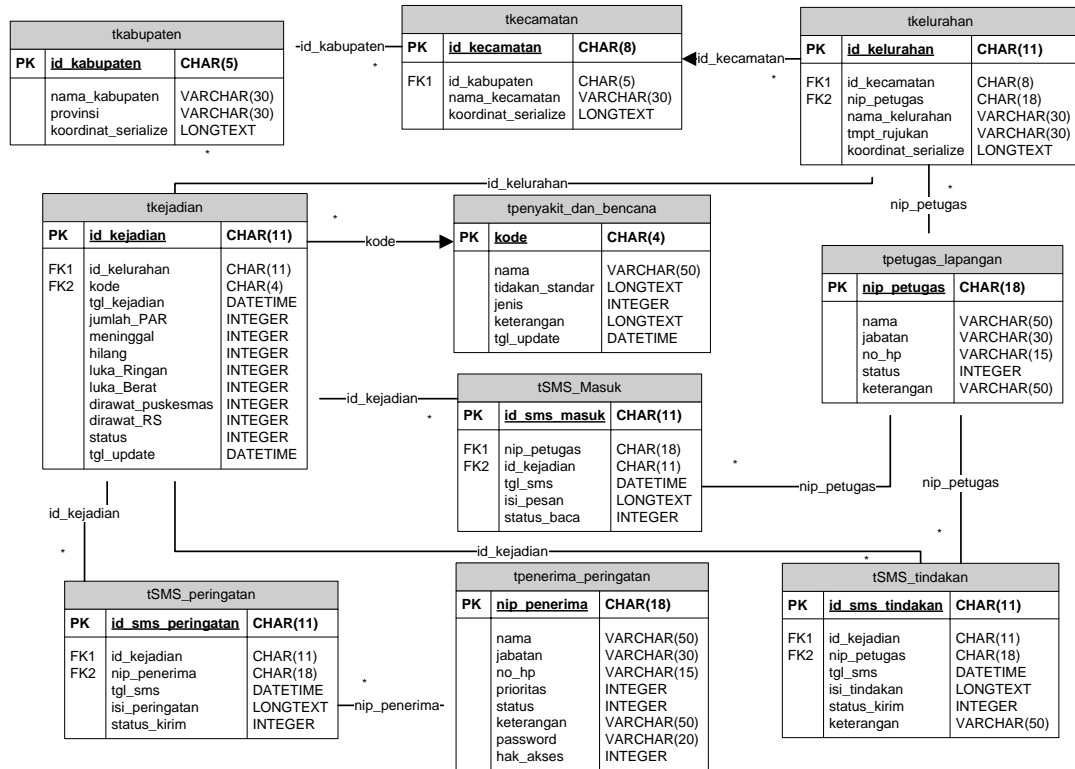 tkabupaten
PK id_kabupaten CHAR(5)
nama_kabupaten VARCHAR(30)
provinsi VARCHAR(30)
koordinat_serialize LONGTEXT
*
id_kabupaten
*
tkecamatan
PK id_kecamatan CHAR(8)
FK1 id_kabupaten CHAR(5)
nama_kecamatan VARCHAR(30)
koordinat_serialize LONGTEXT
id_kecamatan
*
tkelurahan
PK id_kelurahan CHAR(11)
FK1 id_kecamatan CHAR(8)
FK2 nip_petugas CHAR(18)
nama_kelurahan VARCHAR(30)
tmpt_rujukan VARCHAR(30)
koordinat_serialize LONGTEXT
id_kelurahan
*
nip_petugas
tkejadian
PK id_kejadian CHAR(11)
FK1 id_kelurahan CHAR(11)
FK2 kode CHAR(4)
tgl_kejadian DATETIME
jumlah_PAR INTEGER
meninggal INTEGER
hilang INTEGER
luka_Ringan INTEGER
luka_Berat INTEGER
dirawat_puskesmas INTEGER
dirawat_RS INTEGER
status INTEGER
tgl_update DATETIME
*
kode
tpenyakit_dan_bencana
PK kode CHAR(4)
nama VARCHAR(50)
tidakan_standar LONGTEXT
jenis INTEGER
keterangan LONGTEXT
tgl_update DATETIME
tpetugas_lapangan
PK nip_petugas CHAR(18)
nama VARCHAR(50)
jabatan VARCHAR(30)
no_hp VARCHAR(15)
status INTEGER
keterangan VARCHAR(50)
id_kejadian
*
tSMS_Masuk
PK id_sms_masuk CHAR(11)
FK1 nip_petugas CHAR(18)
FK2 id_kejadian CHAR(11)
tgl_sms DATETIME
isi_pesan LONGTEXT
status_baca INTEGER
*
nip_petugas
nip_petugas
*
id_kejadian
*
id_kejadian
*
tSMS_peringatan
PK id_sms_peringatan CHAR(11)
FK1 id_kejadian CHAR(11)
FK2 nip_penerima CHAR(18)
tgl_sms DATETIME
isi_peringatan LONGTEXT
status_kirim INTEGER
*
nip_penerima
tpenerima_peringatan
PK nip_penerima CHAR(18)
nama VARCHAR(50)
jabatan VARCHAR(30)
no_hp VARCHAR(15)
prioritas INTEGER
status INTEGER
keterangan VARCHAR(50)
password VARCHAR(20)
hak_akses INTEGER
tSMS_tindakan
PK id_sms_tindakan CHAR(11)
FK1 id_kejadian CHAR(11)
FK2 nip_petugas CHAR(18)
tgl_sms DATETIME
isi_tindakan LONGTEXT
status_kirim INTEGER
keterangan VARCHAR(50)